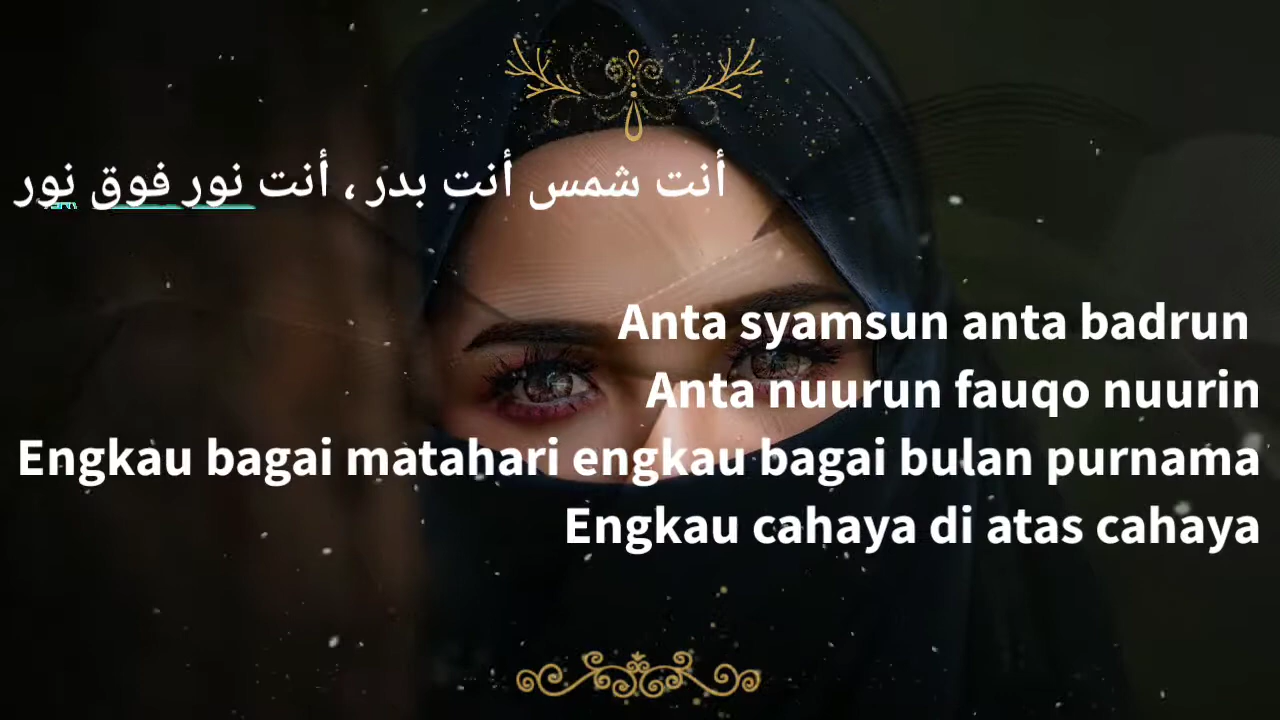 أنت شمس أنت بدر ، أنت نور فوق نور
Anta syamsun anta badrun
Anta nuurun fauqo nuurin
Engkau bagai matahari engkau bagai bulan purnama
Engkau cahaya di atas cahaya